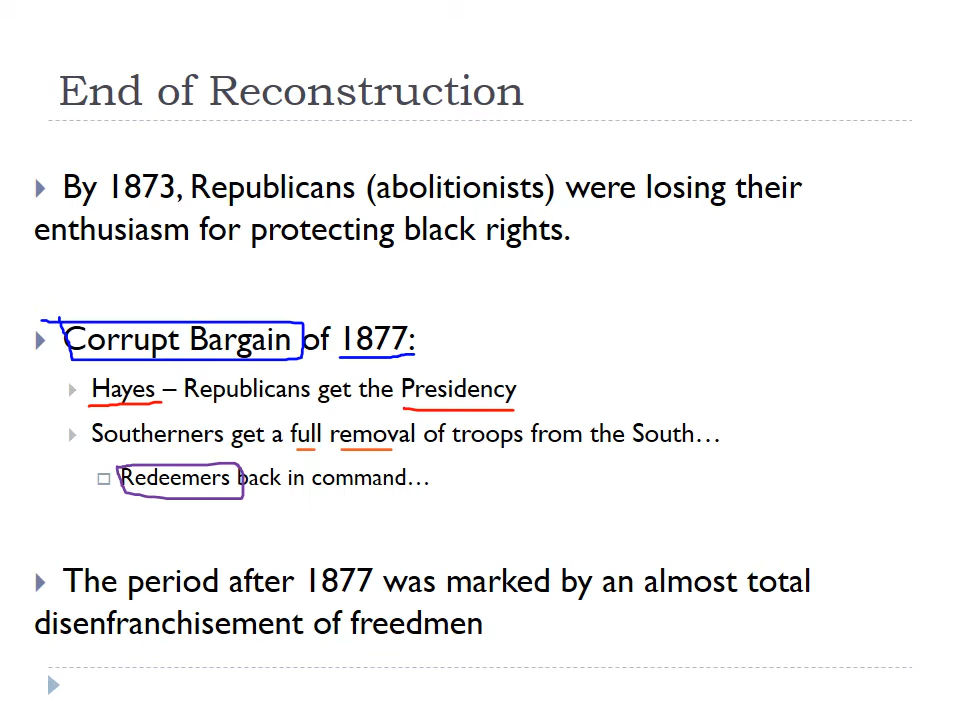 End of Reconstruction
By 1873, Republicans (abolitionists) were losing their
enthusiasm for protecting black rights.
Corrupt Bargain of 1877:
Hayes – Republicans get the Presidency
Southerners get a full removal of troops from the South…
Redeemers back in command…
The period after 1877 was marked by an almost total
disenfranchisement of freedmen